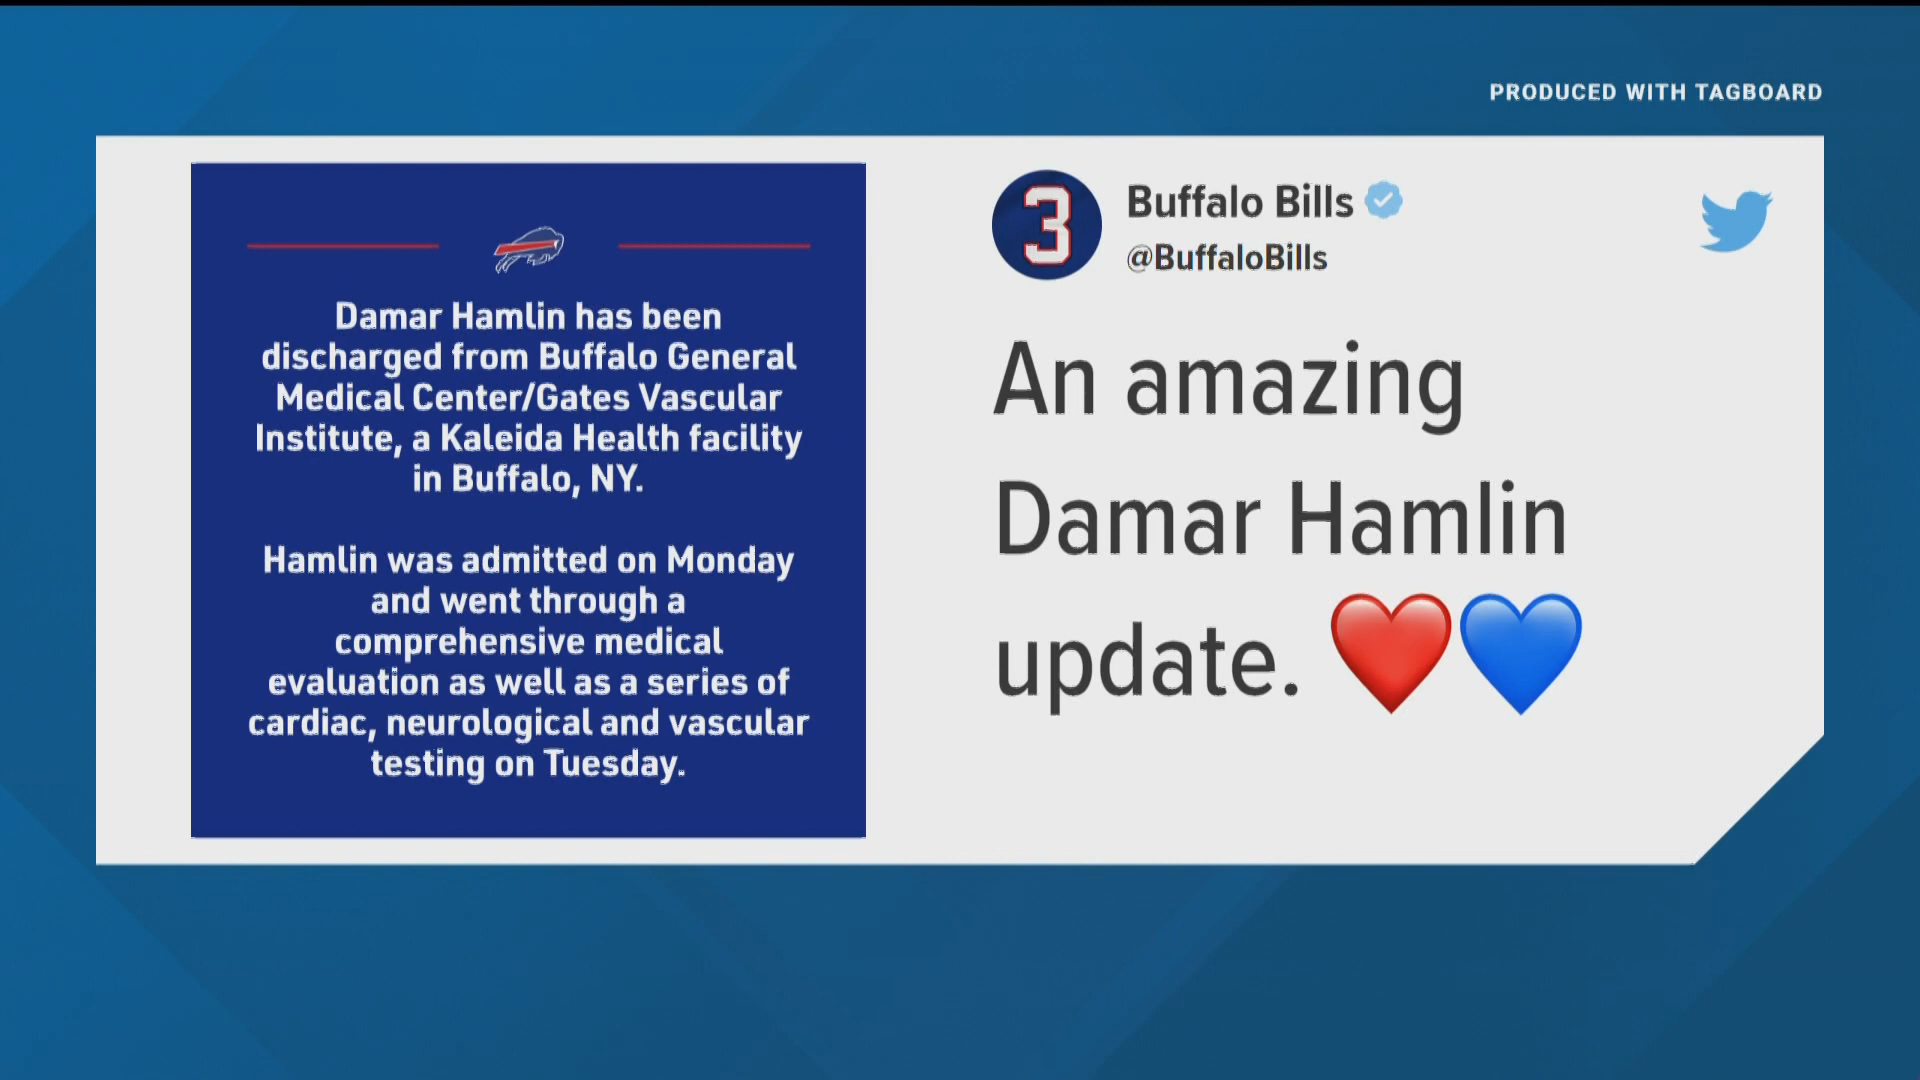 PRODUCED WITH TAGBOARD
Damar Hamlin has been
discharged from Buffalo General
Medical Center/Gates Vascular
Institute, a Kaleida Health facility
in Buffalo, NY.
Hamlin was admitted on Monday
and went through a
comprehensive medical
evaluation as well as a series of
cardiac, neurological and vascular
testing on Tuesday.
3
Buffalo Bills
@BuffaloBills
An amazing
Damar Hamlin
update. ❤️💙